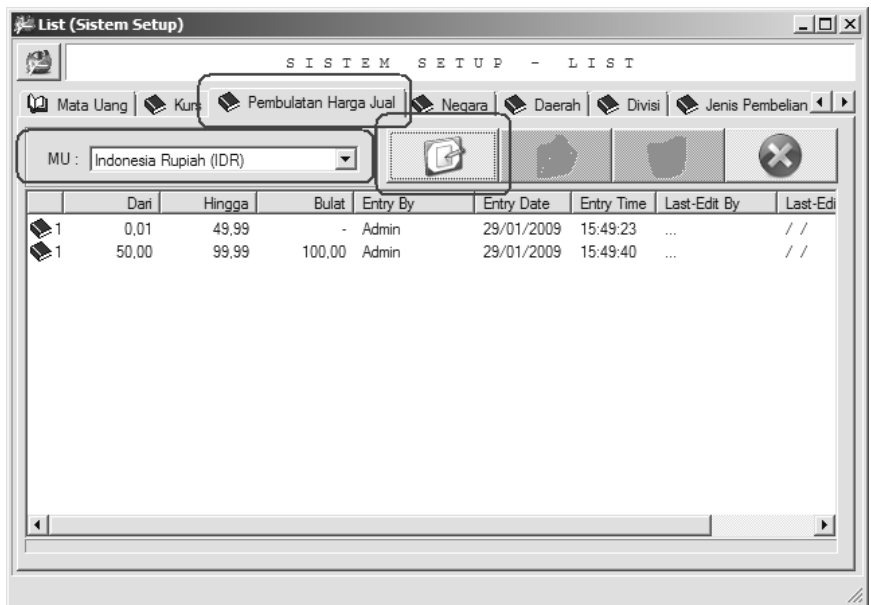 List (Sistem Setup)
SISTEM SETUP - LIST
Mata Uang Kurs Pembulatan Harga Jual Negara Daerah Divisi Jenis Pembelian
MU : Indonesia Rupiah (IDR)
Dari Hingga Bulat Entry By Entry Date Entry Time Last-Edit By Last-Edi
1 0,01 49,99 - Admin 29/01/2009 15:49:23 ... / /
1 50,00 99,99 100,00 Admin 29/01/2009 15:49:40 ... / /